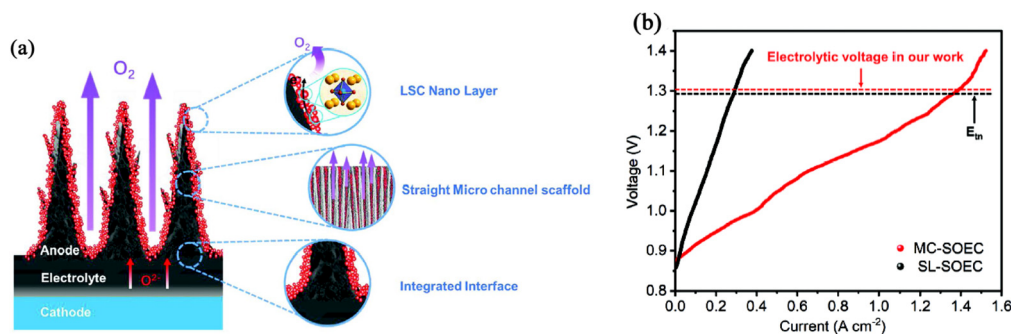 (a)
O2
O2
LSC Nano Layer
Straight Micro channel scaffold
Anode
Electrolyte
O2-
Integrated Interface
Cathode
(b)
Voltage (V)
1.4
1.3
1.2
1.1
1.0
0.9
0.8
Electrolytic voltage in our work
Etn
MC-SOEC
SL-SOEC
0.0 0.2 0.4 0.6 0.8 1.0 1.2 1.4 1.6
Current (A cm-2)